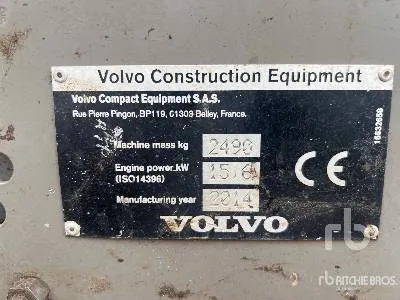 Volvo Construction Equipment
Volvo Compact Equipment S.A.S.
Rue Pierre Pingon, BP119, 01303 Belley, France.
Machine mass kg 2490
Engine power, kW 15,6
(ISO14396)
Manufacturing year 2014
CE
VOLVO
rb
RITCHIE BROS.